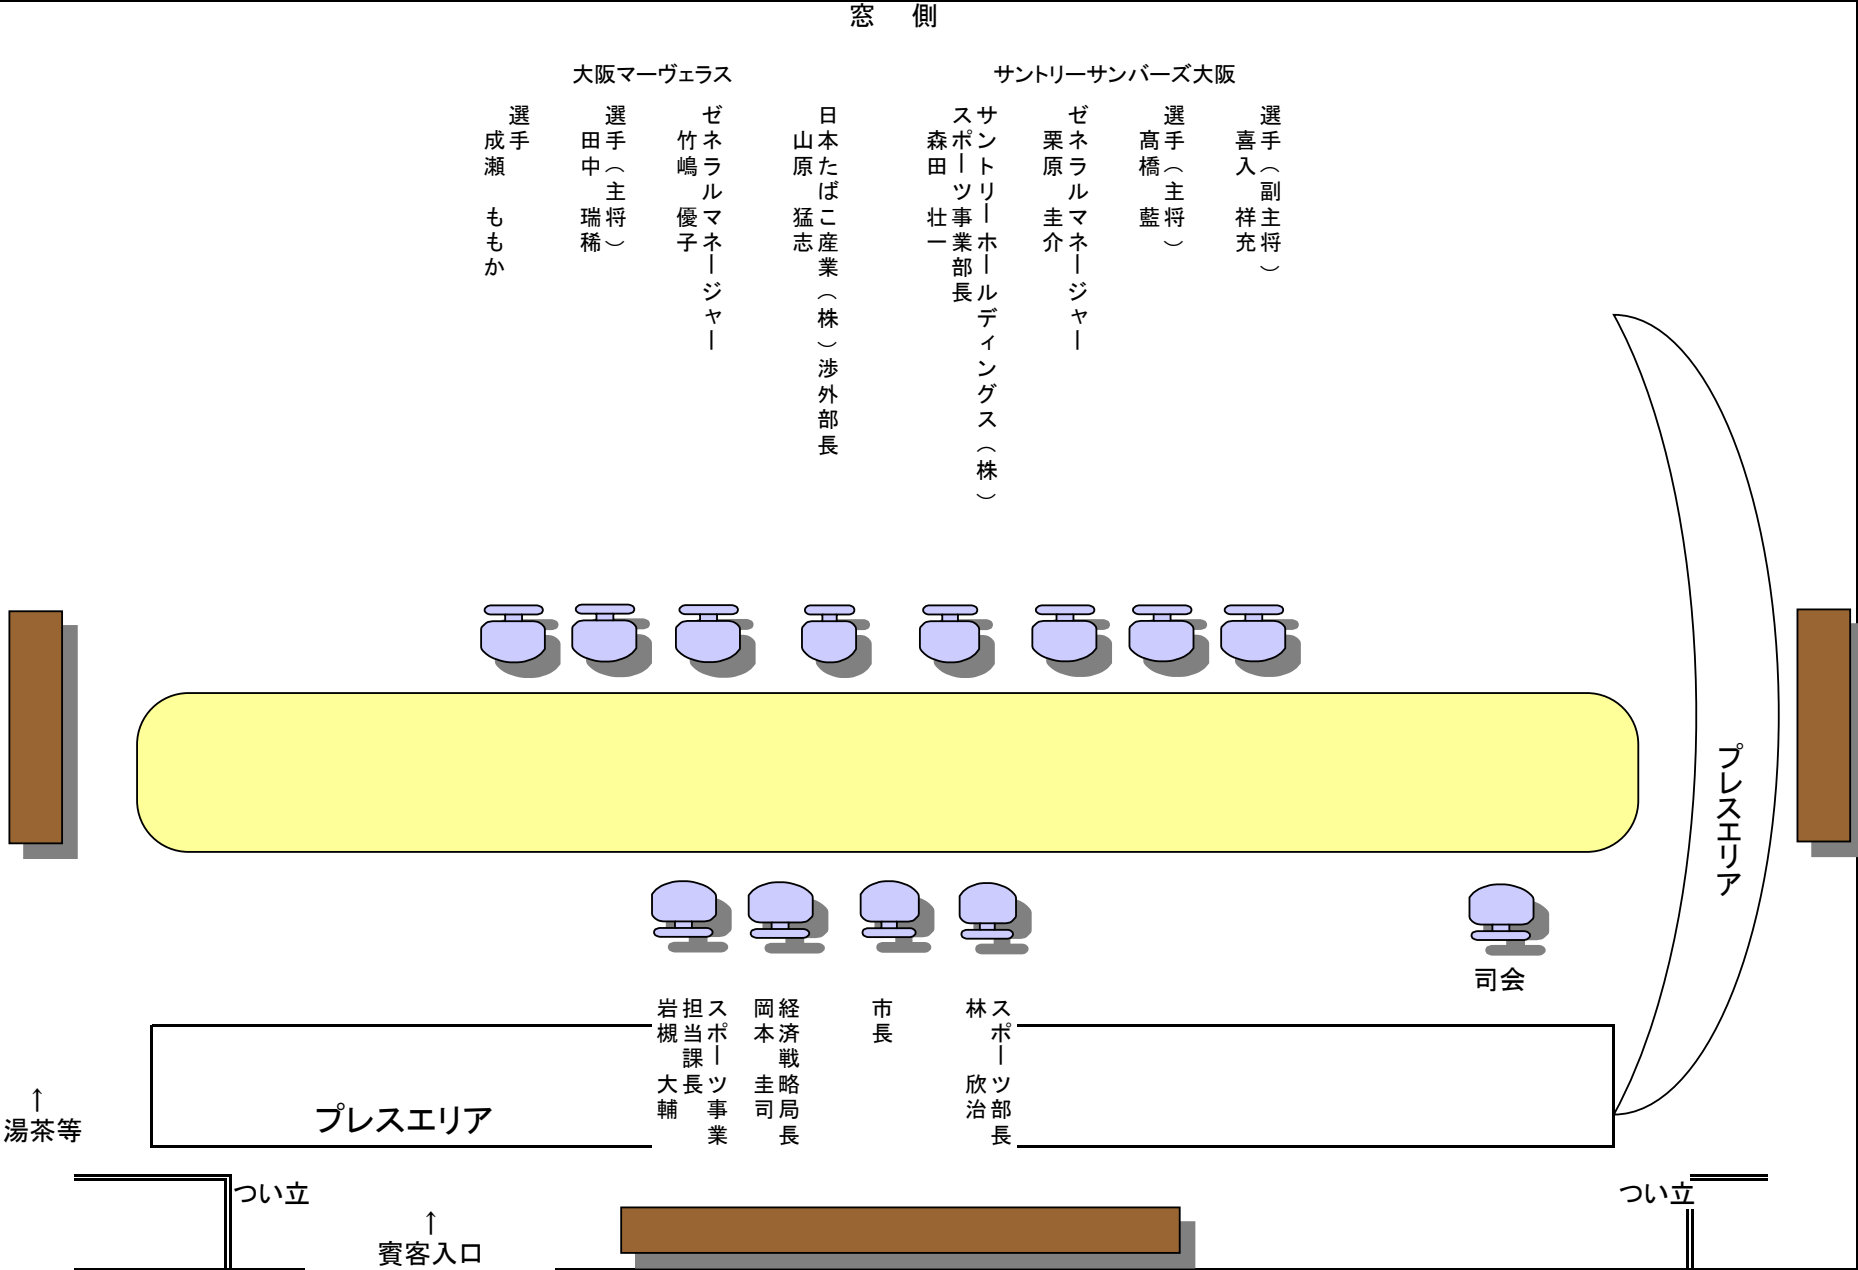 窓　側
大阪マーヴェラス
サントリーサンバーズ大阪
選手（副主将）
喜入　祥充
選手（主将）
髙橋　藍
ゼネラルマネージャー
栗原　圭介
サントリーホールディングス（株）
スポーツ事業部長
森田　壮一
日本たばこ産業（株）渉外部長
山原　猛志
ゼネラルマネージャー
竹嶋　優子
選手（主将）
田中　瑞稀
選手
成瀬　ももか
プレスエリア
司会
スポーツ部長
林　　欣治
市長
経済戦略局長
岡本　圭司
スポーツ事業
担当課長
岩槻　大輔
プレスエリア
↑
湯茶等
つい立
つい立
↑
賓客入口